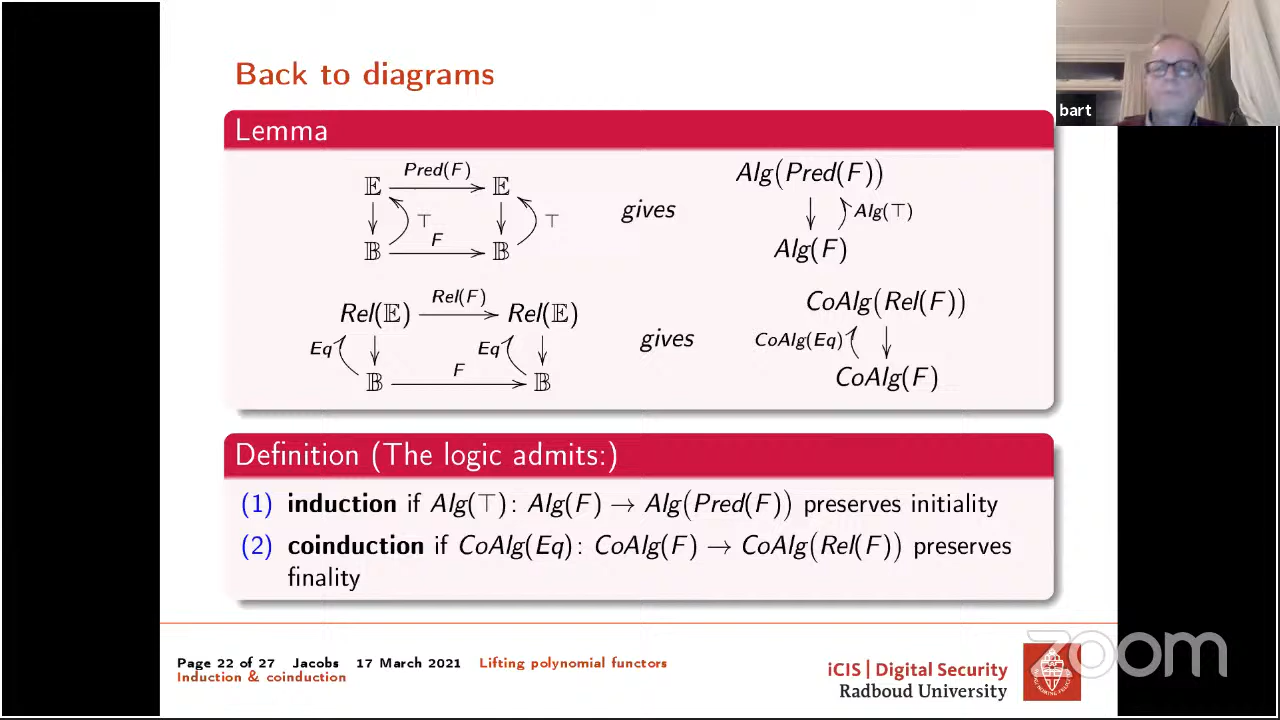 Back to diagrams
bart
Lemma
Pred(F)
𝔼 𝔼
⊤ ⊤
F
𝔹 𝔹
gives
Alg(Pred(F))
Alg(⊤)
Alg(F)
Rel(F)
Rel(𝔼) Rel(𝔼)
Eq Eq
F
𝔹 𝔹
gives
CoAlg(Rel(F))
CoAlg(Eq)
CoAlg(F)
Definition (The logic admits:)
(1) induction if Alg(⊤): Alg(F) → Alg(Pred(F)) preserves initiality
(2) coinduction if CoAlg(Eq): CoAlg(F) → CoAlg(Rel(F)) preserves
finality
Page 22 of 27 Jacobs 17 March 2021 Lifting polynomial functors
Induction & coinduction
iCIS | Digital Security
Radboud University
zoom